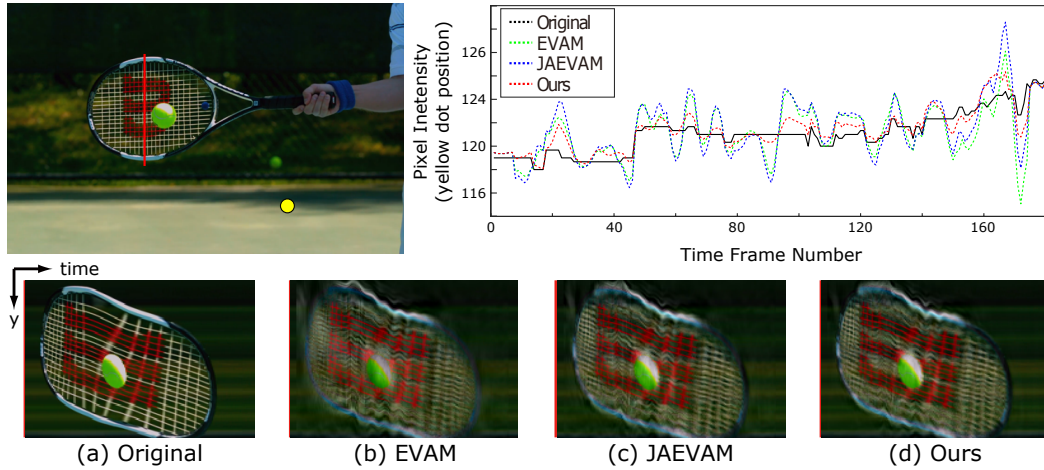 Pixel Inetensity
(yellow dot position)
126
124
122
120
118
116
Original
EVAM
JAEVAM
Ours
0
40
80
120
160
Time Frame Number
time
y
(a) Original
(b) EVAM
(c) JAEVAM
(d) Ours